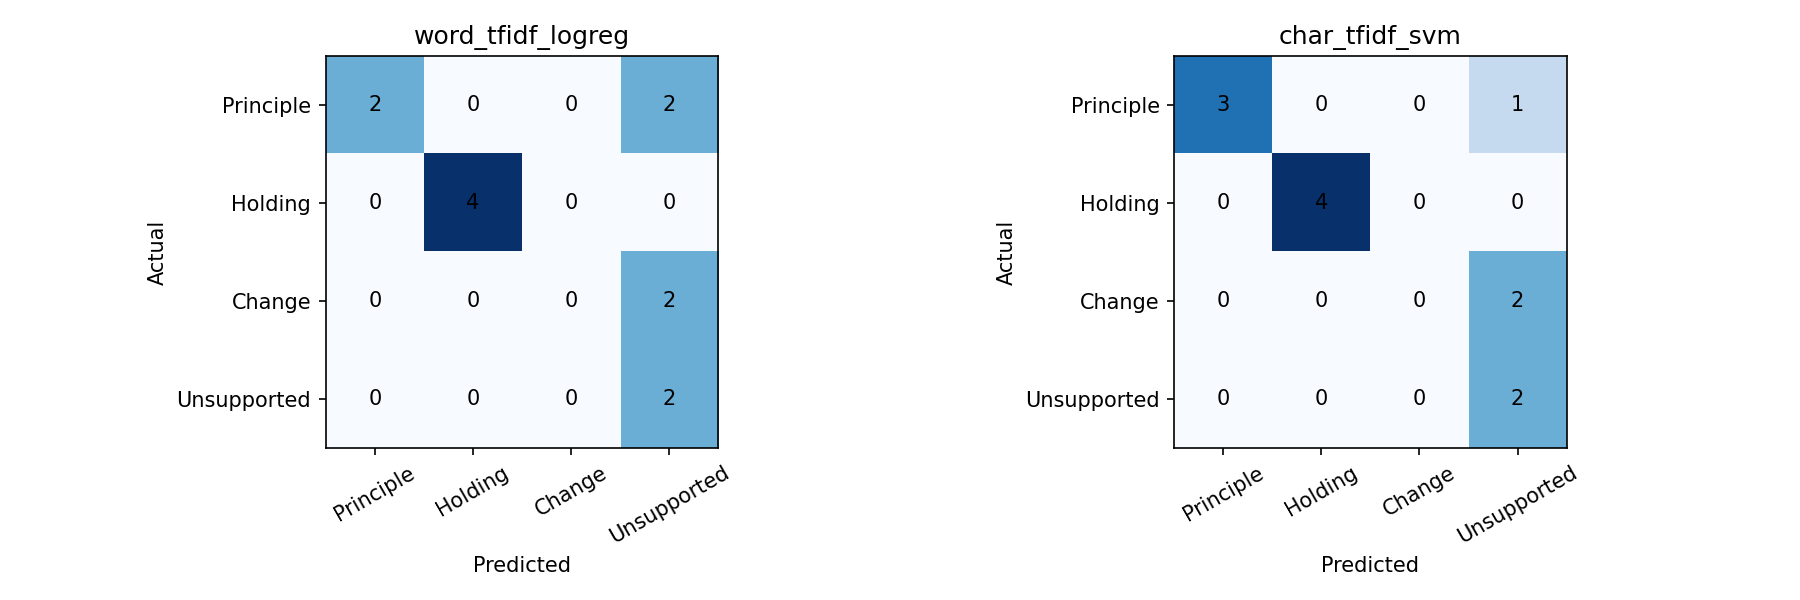 word_tfidf_logreg
Actual
Principle 2 0 0 2
Holding 0 4 0 0
Change 0 0 0 2
Unsupported 0 0 0 2
Principle Holding Change Unsupported
Predicted
char_tfidf_svm
Actual
Principle 3 0 0 1
Holding 0 4 0 0
Change 0 0 0 2
Unsupported 0 0 0 2
Principle Holding Change Unsupported
Predicted